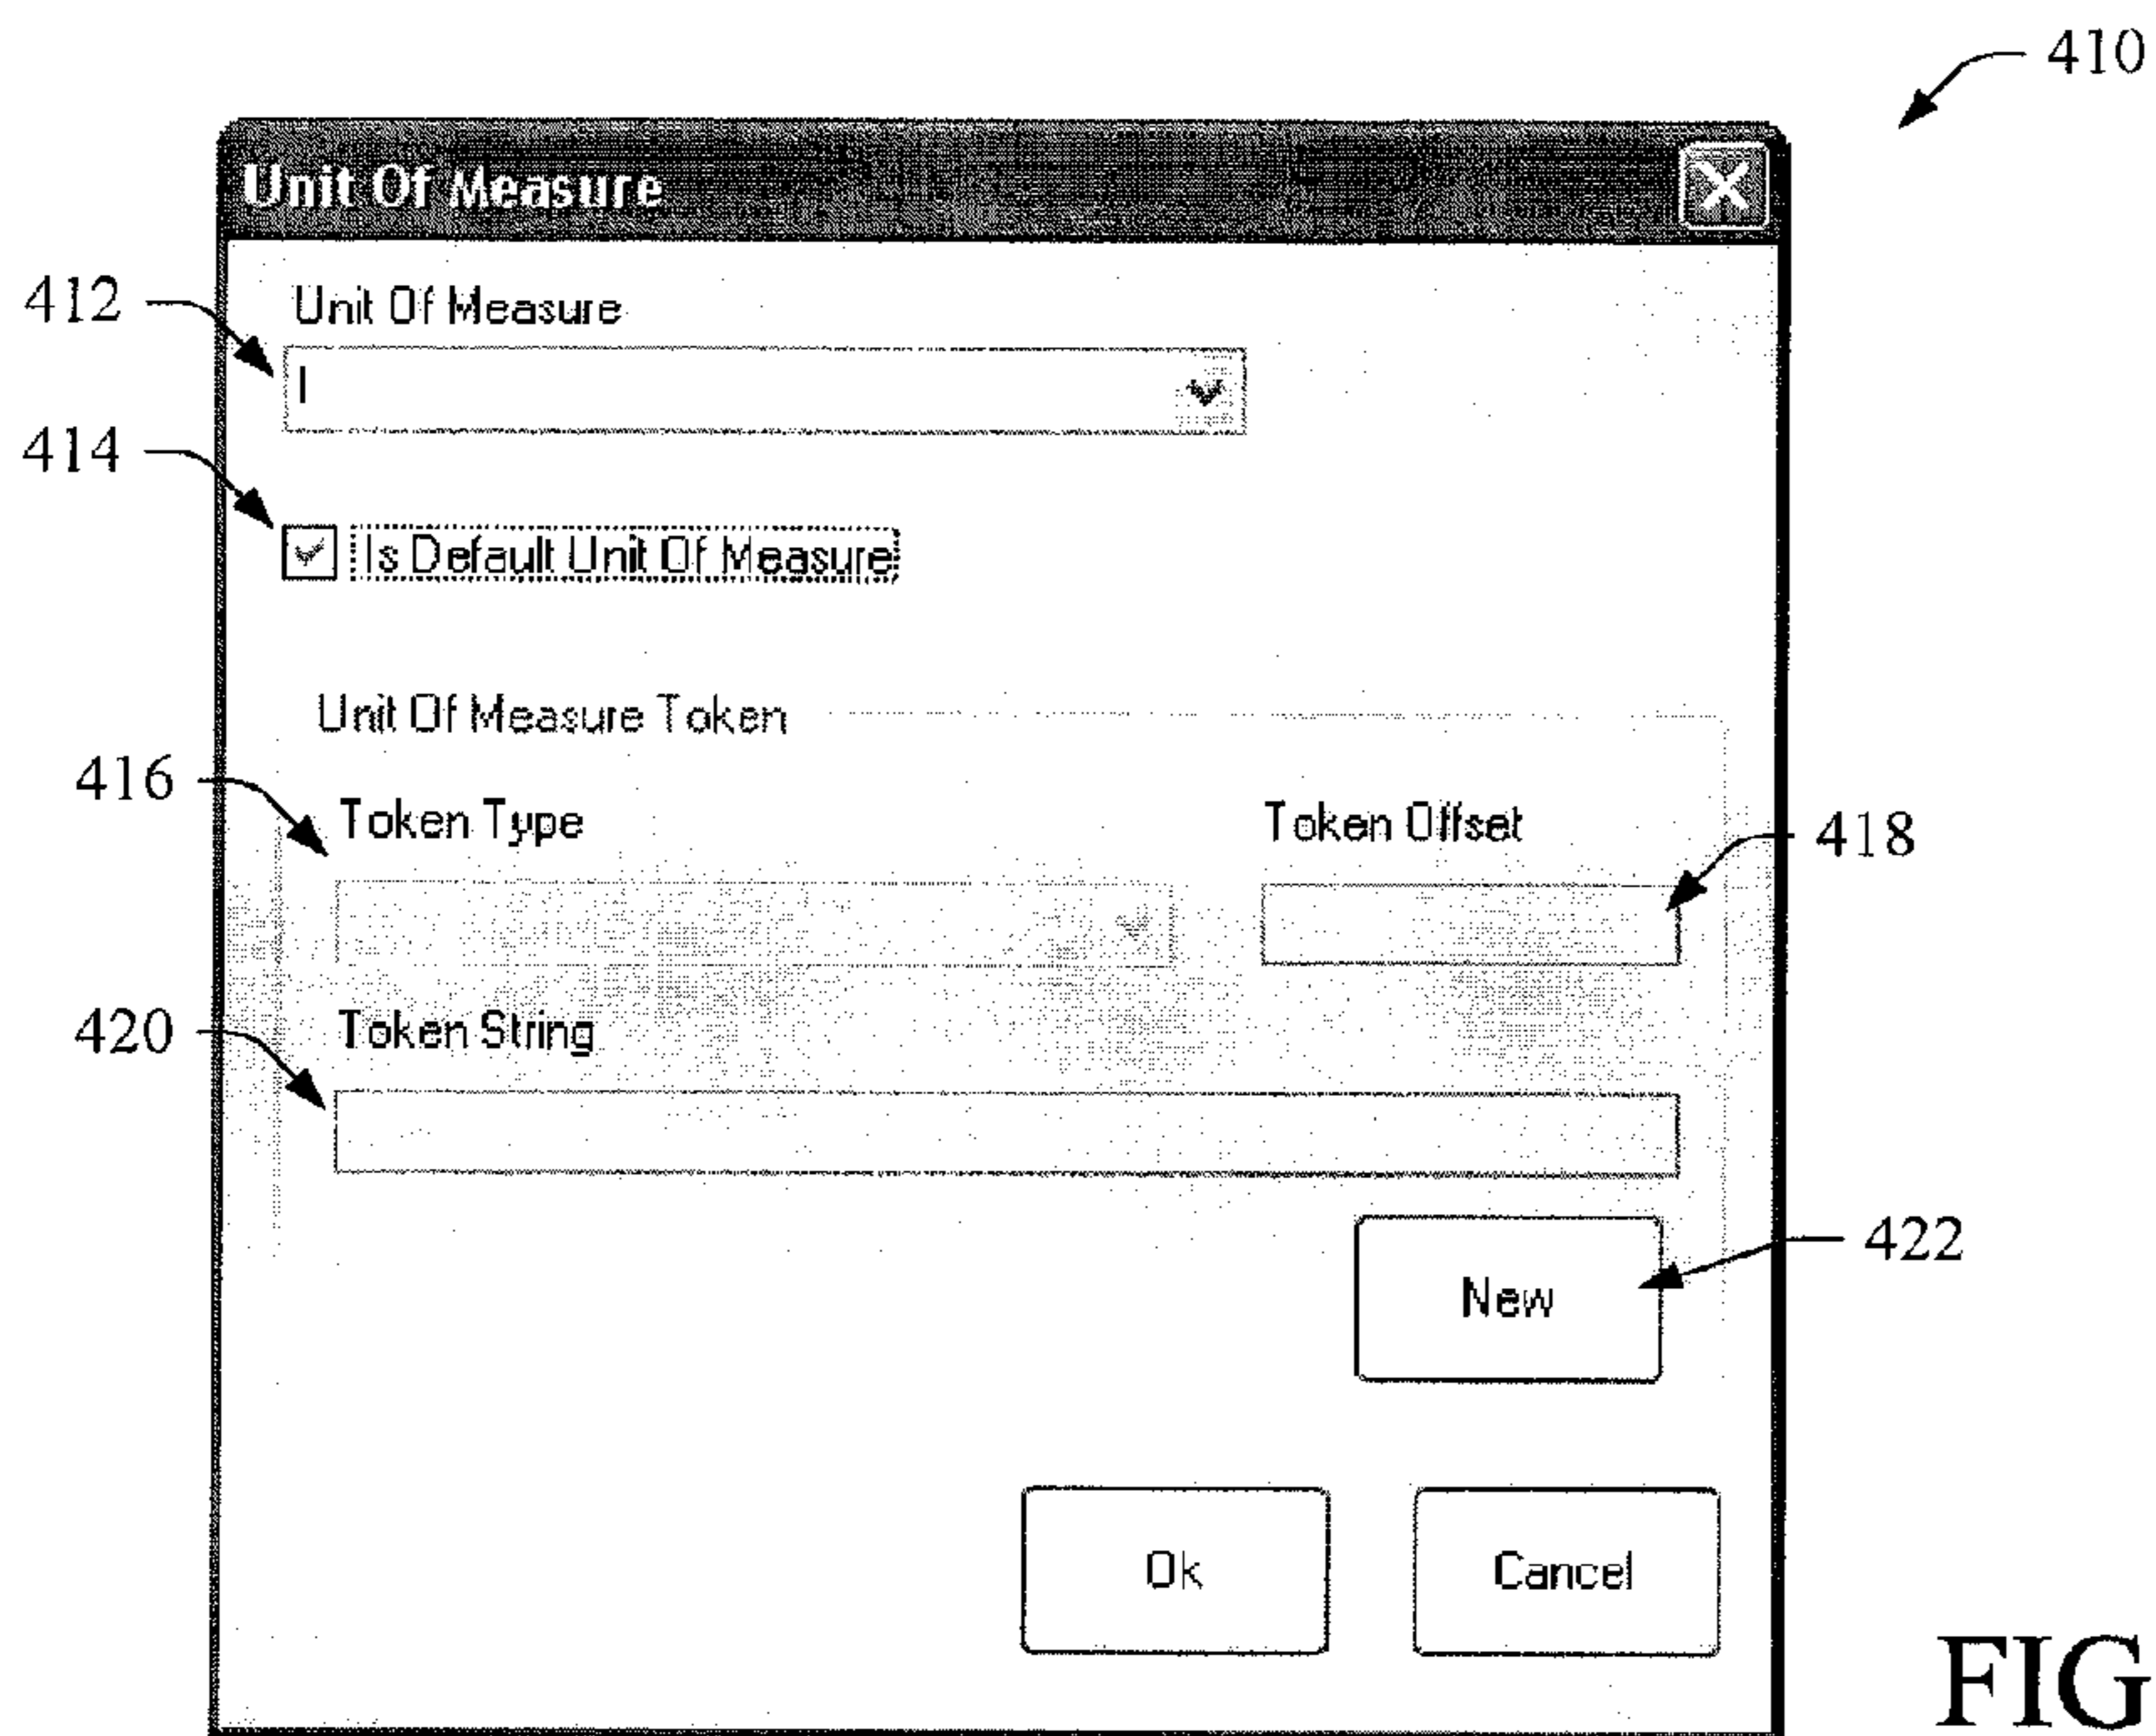 410
Unit Of Measure
412
Unit Of Measure
414
Is Default Unit Of Measure
Unit Of Measure Token
416
Token Type
Token Offset
418
420
Token String
422
New
Ok
Cancel
FIG